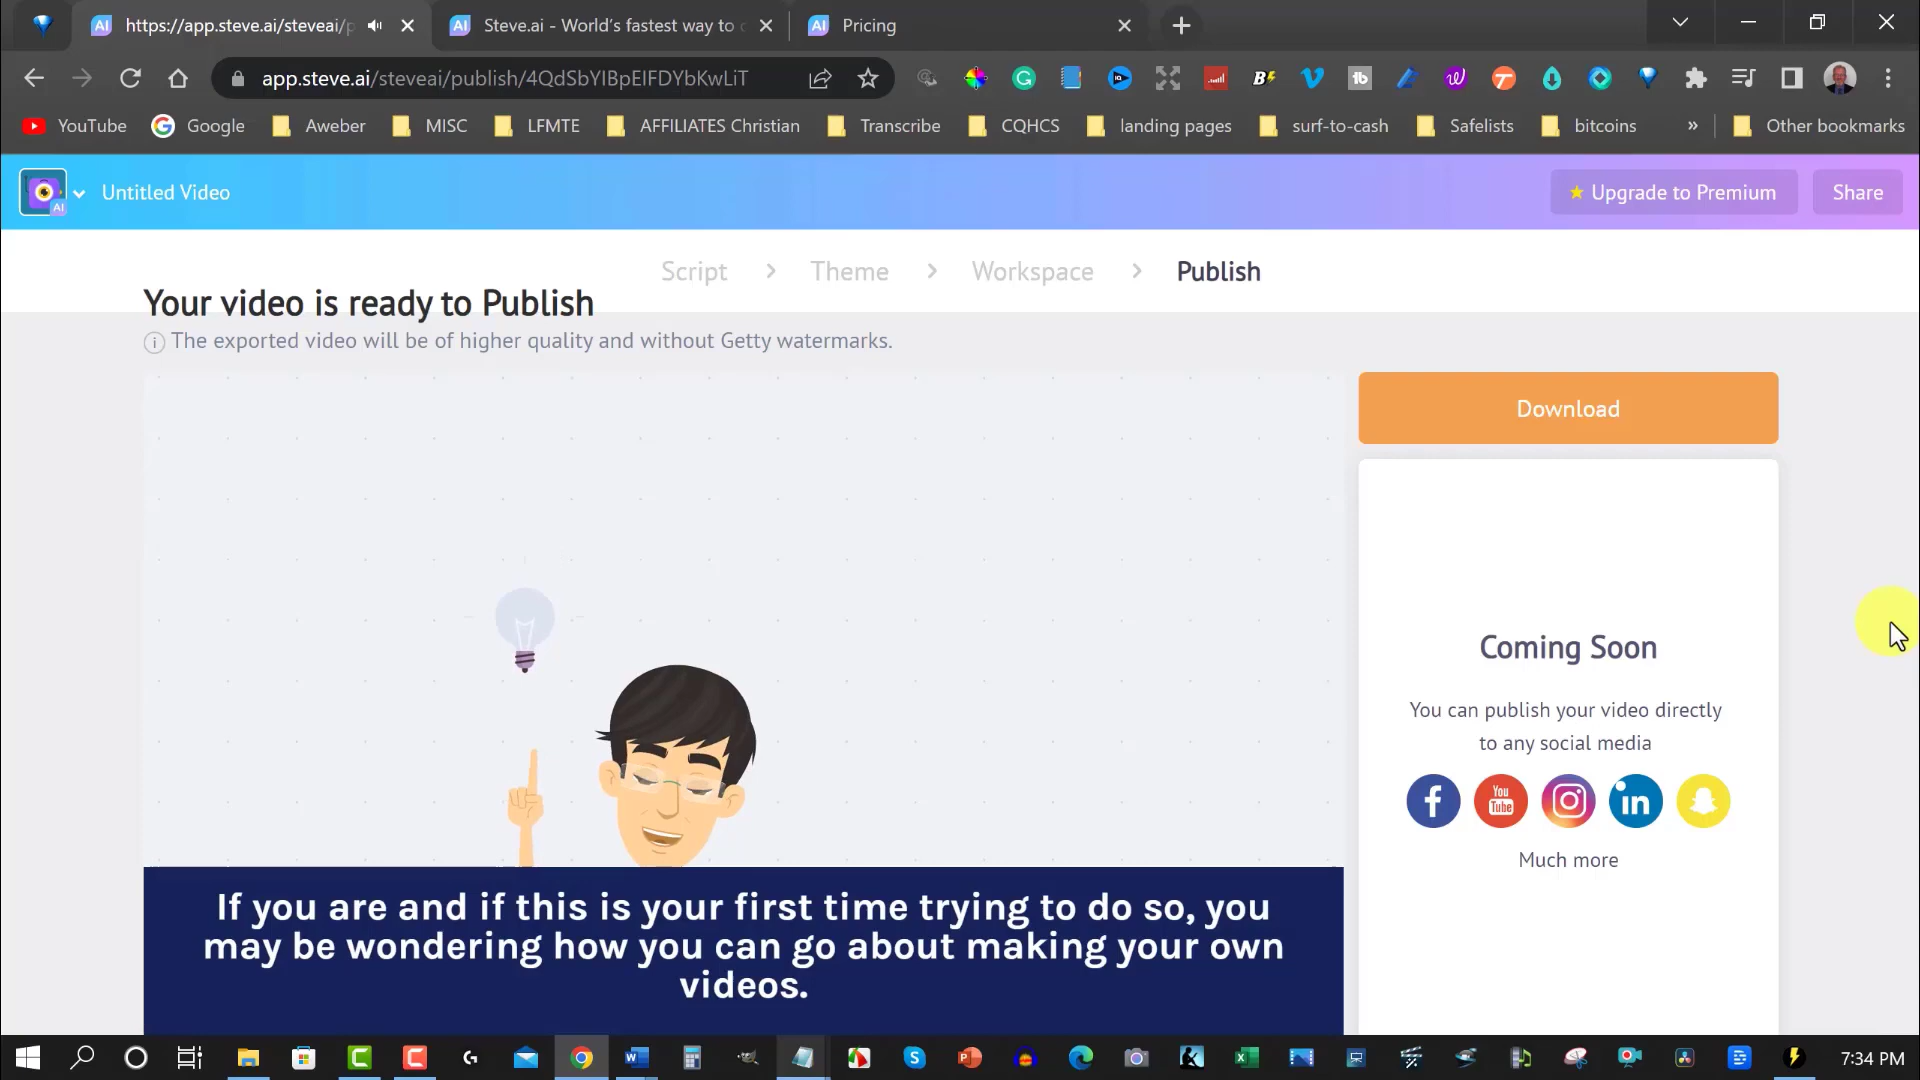 https://app.steve.ai/steveai/p
Steve.ai - World's fastest way to c
Pricing
app.steve.ai/steveai/publish/4QdSbYIBpEIFDYbKwLiT
YouTube
Google
Aweber
MISC
LFMTE
AFFILIATES Christian
Transcribe
CQHCS
landing pages
surf-to-cash
Safelists
bitcoins
»
Other bookmarks
AI
Untitled Video
Upgrade to Premium
Share
Script > Theme > Workspace > Publish
Your video is ready to Publish
The exported video will be of higher quality and without Getty watermarks.
Download
Coming Soon
You can publish your video directly
to any social media
Much more
If you are and if this is your first time trying to do so, you
may be wondering how you can go about making your own
videos.
7:34 PM